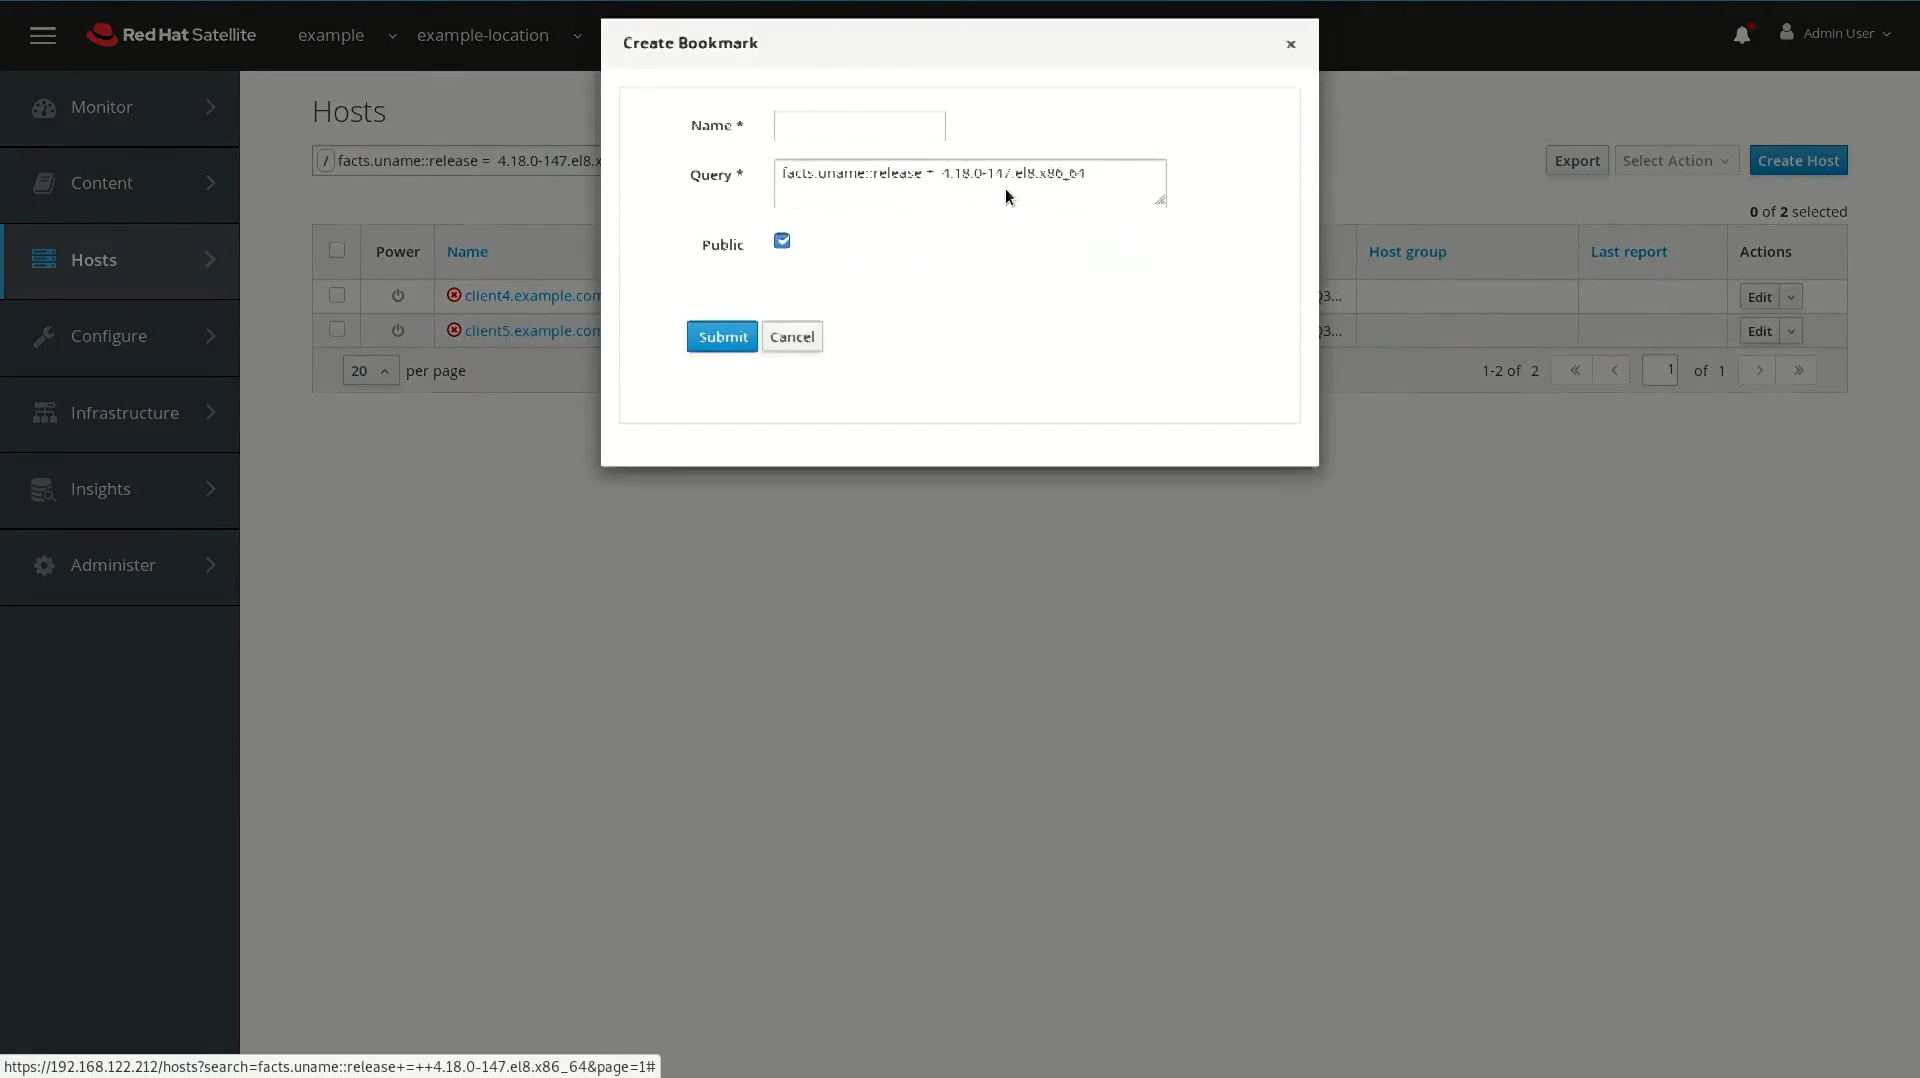 Red Hat Satellite
example
example-location
Admin User
Create Bookmark
×
Name *
Query *
facts.uname::release =  4.18.0-147.el8.x86_64
Public
Submit
Cancel
Monitor
Content
Hosts
Configure
Infrastructure
Insights
Administer
Hosts
/ facts.uname::release =  4.18.0-147.el8.x
Export
Select Action
Create Host
0 of 2 selected
Power
Name
Host group
Last report
Actions
client4.example.com
Q3...
Edit
client5.example.com
Q3...
Edit
20
per page
1-2 of 2
«
‹
1
of 1
›
»
https://192.168.122.212/hosts?search=facts.uname::release+=++4.18.0-147.el8.x86_64&page=1#